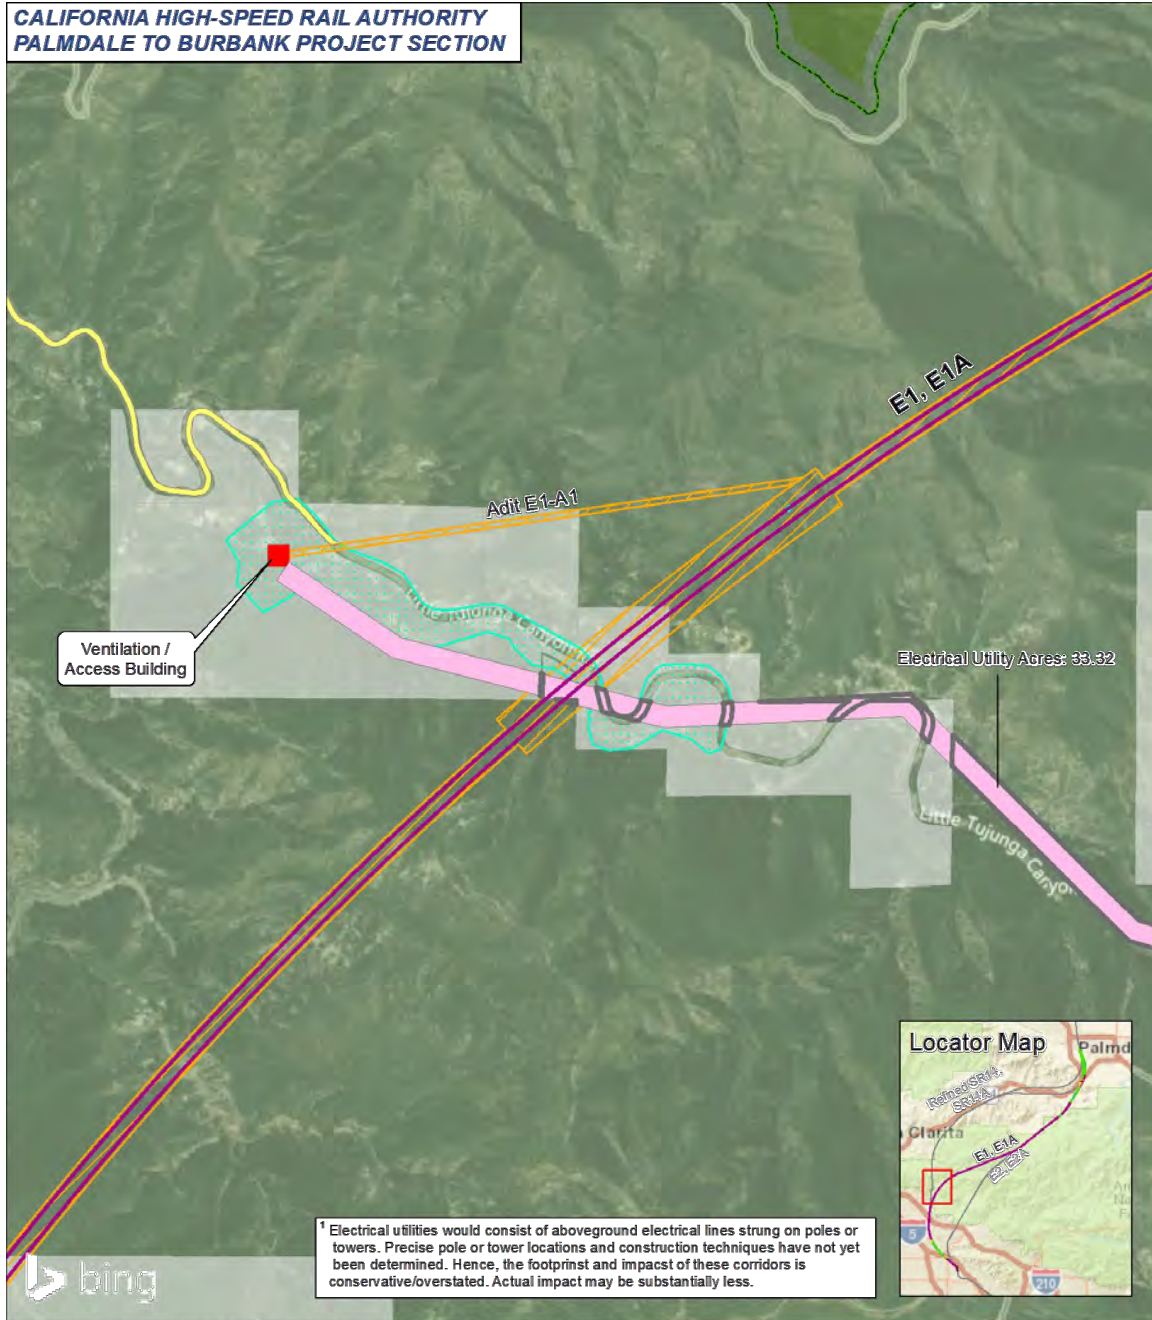 CALIFORNIA HIGH-SPEED RAIL AUTHORITY
PALMDALE TO BURBANK PROJECT SECTION
E1, E1A
Adit E1-A1
Little Tujunga Canyon
Ventilation /
Access Building
Electrical Utility Acres: 33.32
Little Tujunga Canyon
Locator Map
Palmd
Refined SR14,
SR14A
Clarita
E1, E1A
E2, E2A
5
210
1 Electrical utilities would consist of aboveground electrical lines strung on poles or
towers. Precise pole or tower locations and construction techniques have not yet
been determined. Hence, the footprinst and impacst of these corridors is
conservative/overstated. Actual impact may be substantially less.
bing